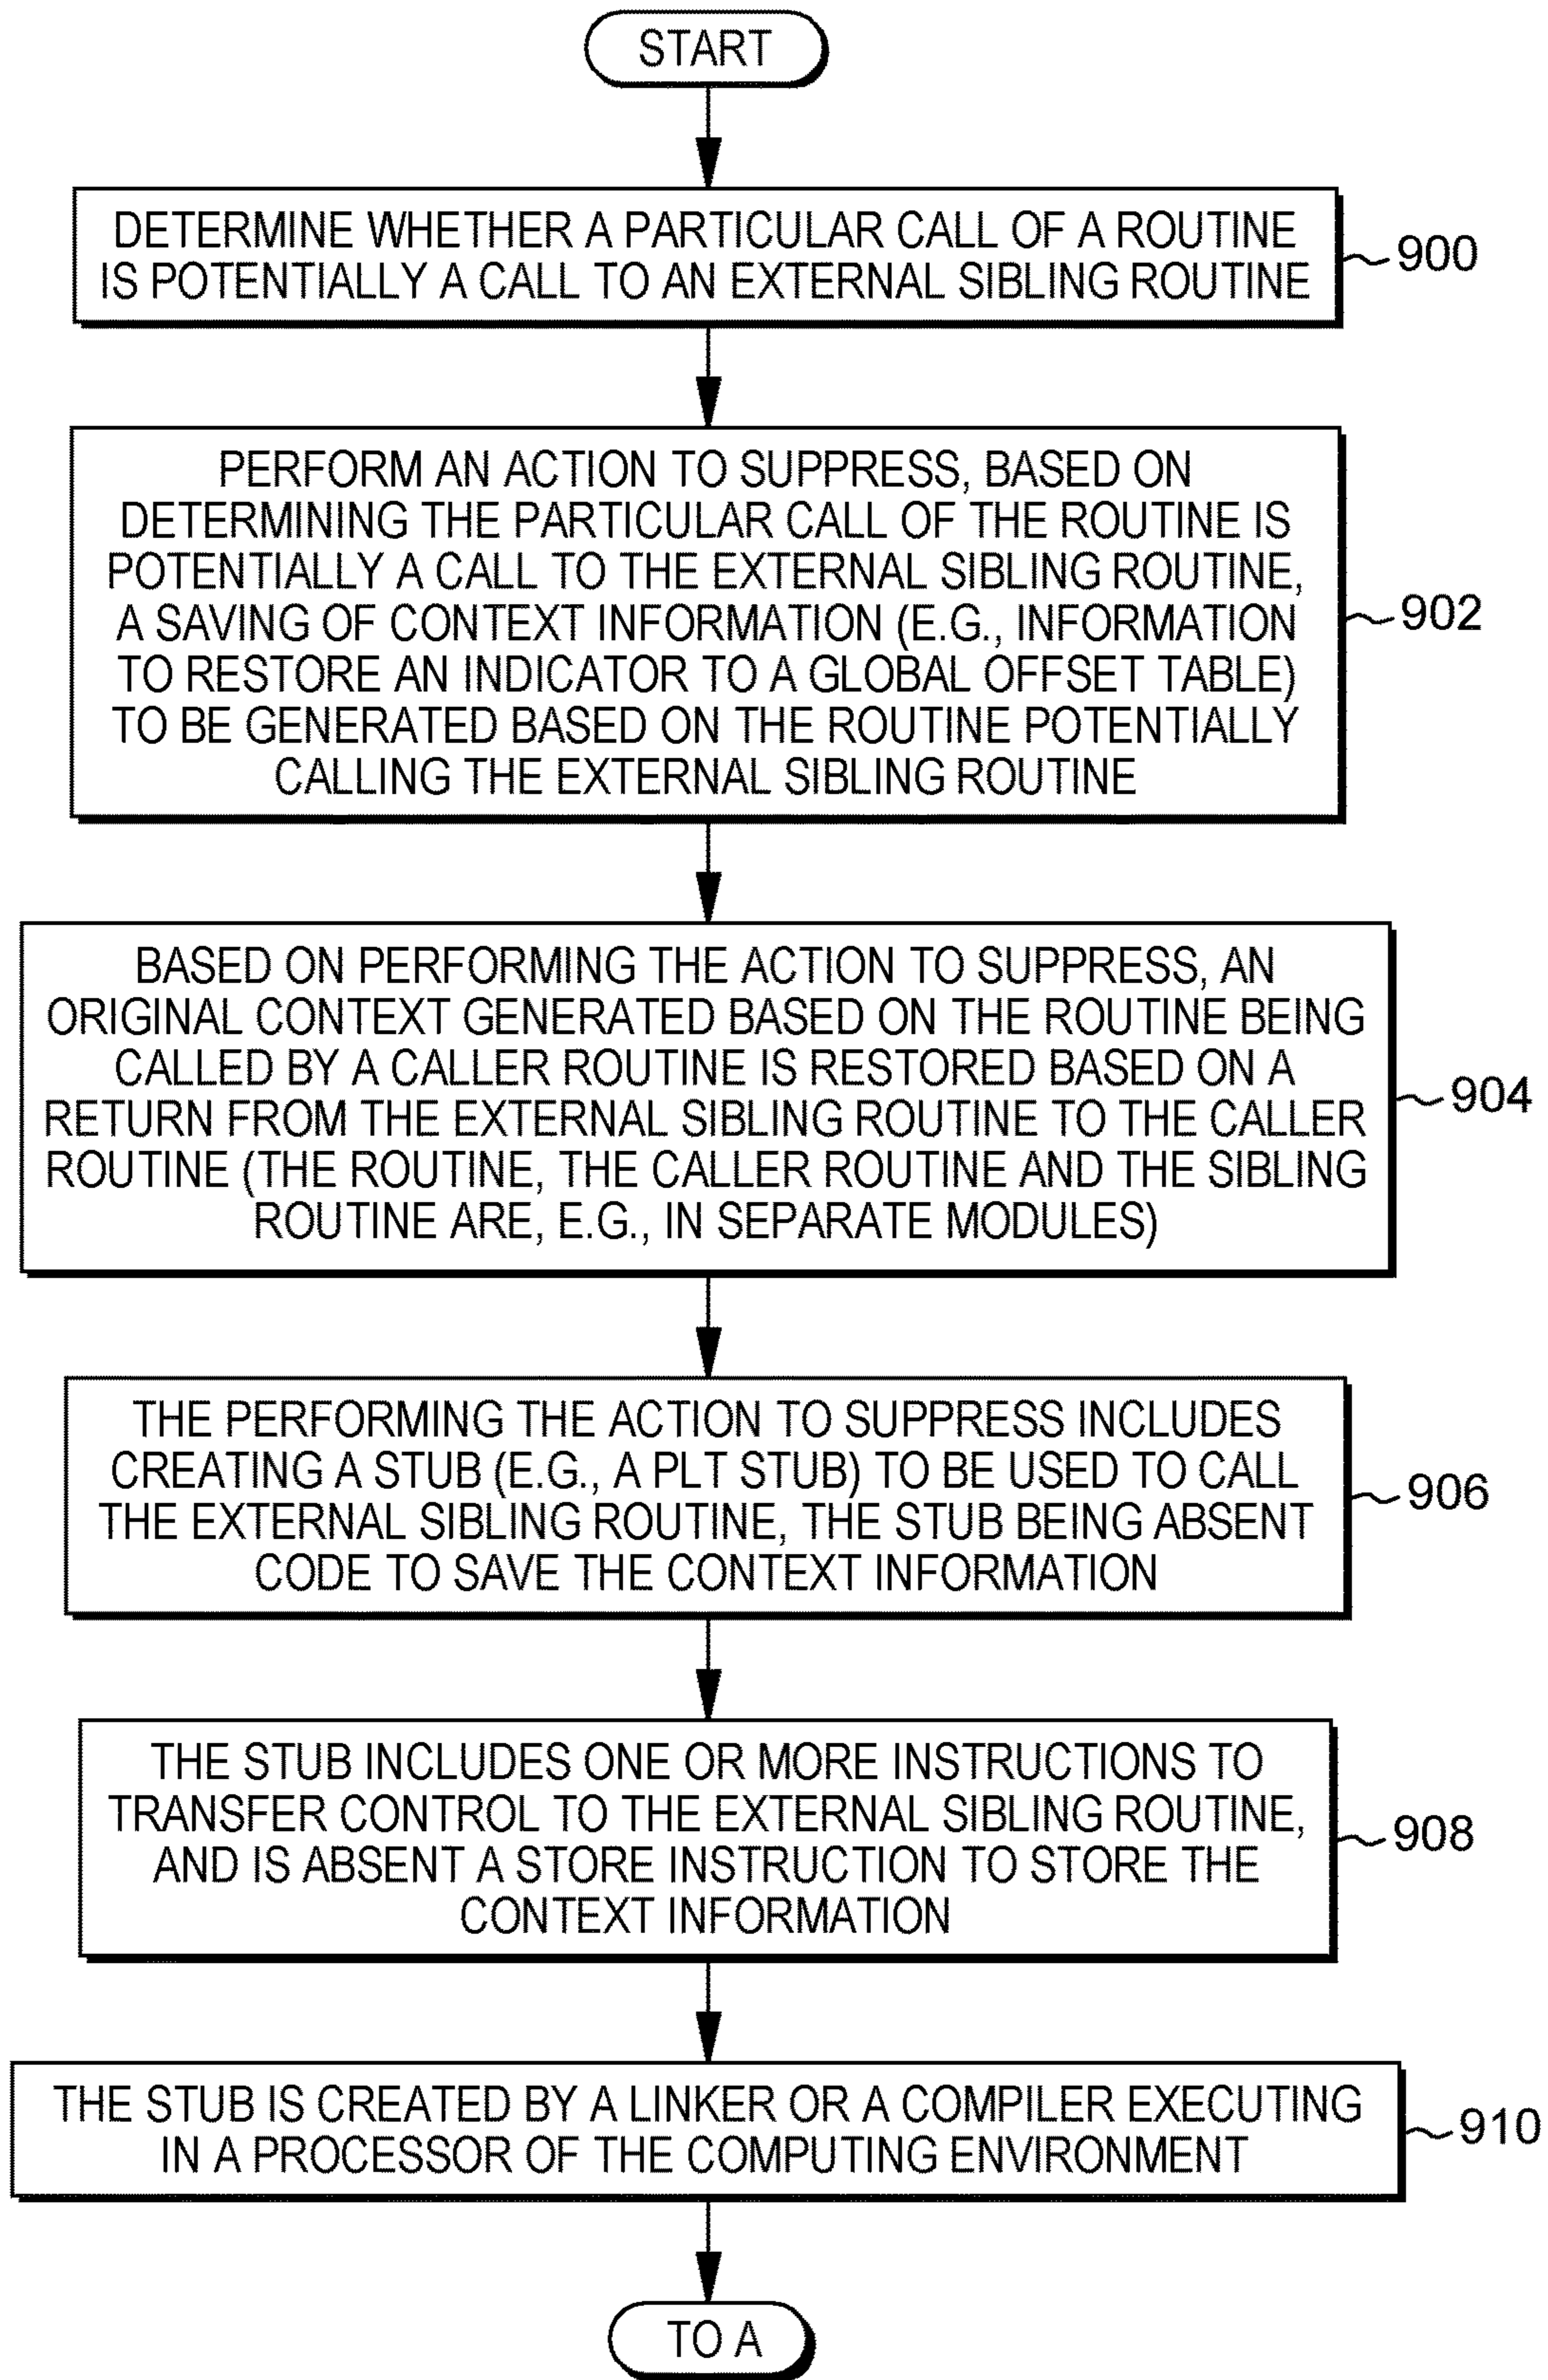 START
DETERMINE WHETHER A PARTICULAR CALL OF A ROUTINE
IS POTENTIALLY A CALL TO AN EXTERNAL SIBLING ROUTINE
900
PERFORM AN ACTION TO SUPPRESS, BASED ON
DETERMINING THE PARTICULAR CALL OF THE ROUTINE IS
POTENTIALLY A CALL TO THE EXTERNAL SIBLING ROUTINE,
A SAVING OF CONTEXT INFORMATION (E.G., INFORMATION
TO RESTORE AN INDICATOR TO A GLOBAL OFFSET TABLE)
TO BE GENERATED BASED ON THE ROUTINE POTENTIALLY
CALLING THE EXTERNAL SIBLING ROUTINE
902
BASED ON PERFORMING THE ACTION TO SUPPRESS, AN
ORIGINAL CONTEXT GENERATED BASED ON THE ROUTINE BEING
CALLED BY A CALLER ROUTINE IS RESTORED BASED ON A
RETURN FROM THE EXTERNAL SIBLING ROUTINE TO THE CALLER
ROUTINE (THE ROUTINE, THE CALLER ROUTINE AND THE SIBLING
ROUTINE ARE, E.G., IN SEPARATE MODULES)
904
THE PERFORMING THE ACTION TO SUPPRESS INCLUDES
CREATING A STUB (E.G., A PLT STUB) TO BE USED TO CALL
THE EXTERNAL SIBLING ROUTINE, THE STUB BEING ABSENT
CODE TO SAVE THE CONTEXT INFORMATION
906
THE STUB INCLUDES ONE OR MORE INSTRUCTIONS TO
TRANSFER CONTROL TO THE EXTERNAL SIBLING ROUTINE,
AND IS ABSENT A STORE INSTRUCTION TO STORE THE
CONTEXT INFORMATION
908
THE STUB IS CREATED BY A LINKER OR A COMPILER EXECUTING
IN A PROCESSOR OF THE COMPUTING ENVIRONMENT
910
TO A